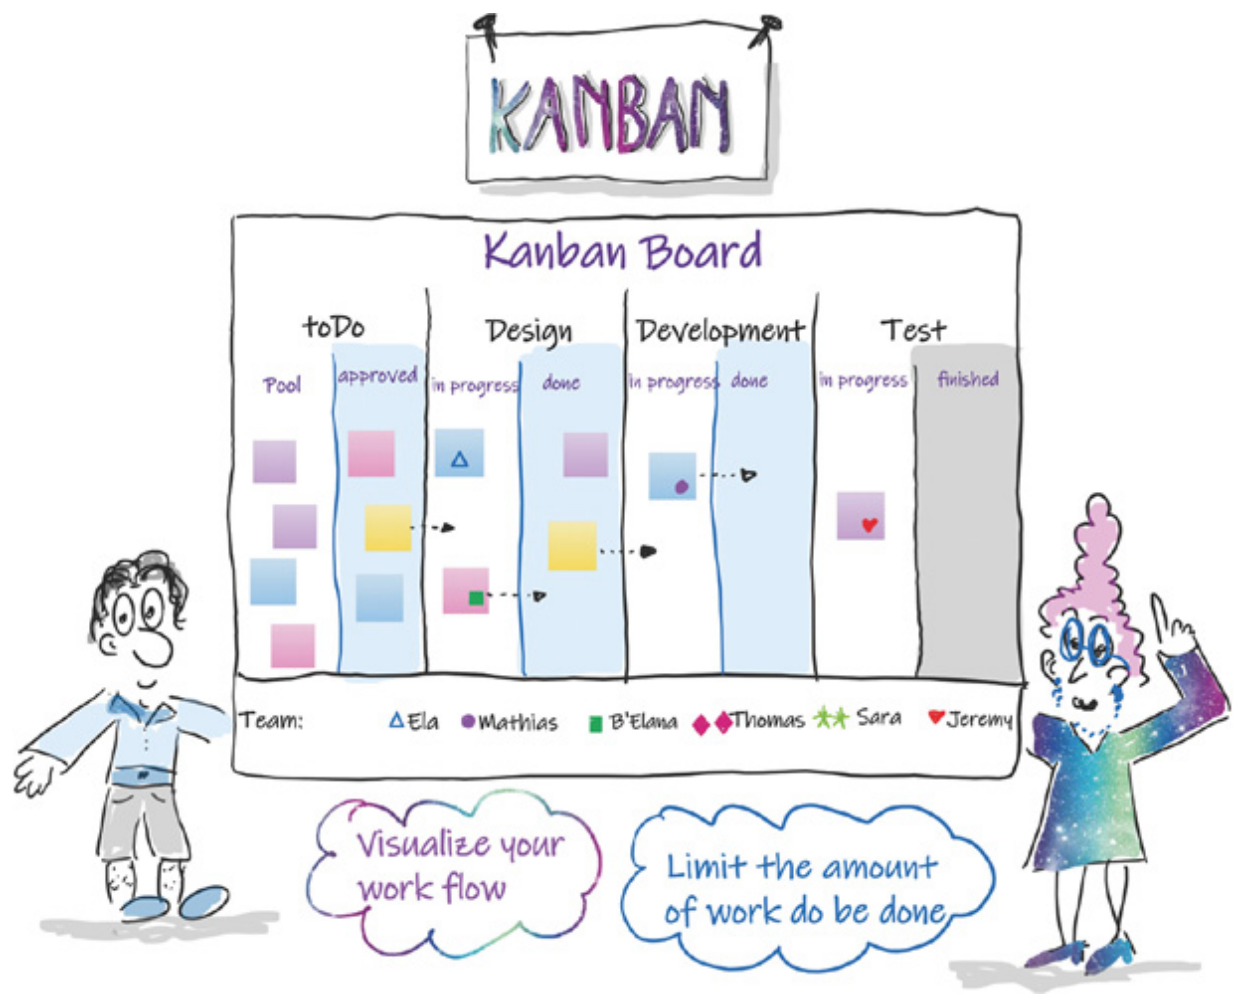 KANBAN
Kanban Board
toDo Design Development Test
Pool approved in progress done in progress done in progress finished
Team: Ela Mathias B'Elana Thomas Sara Jeremy
Visualize your
work flow
Limit the amount
of work do be done